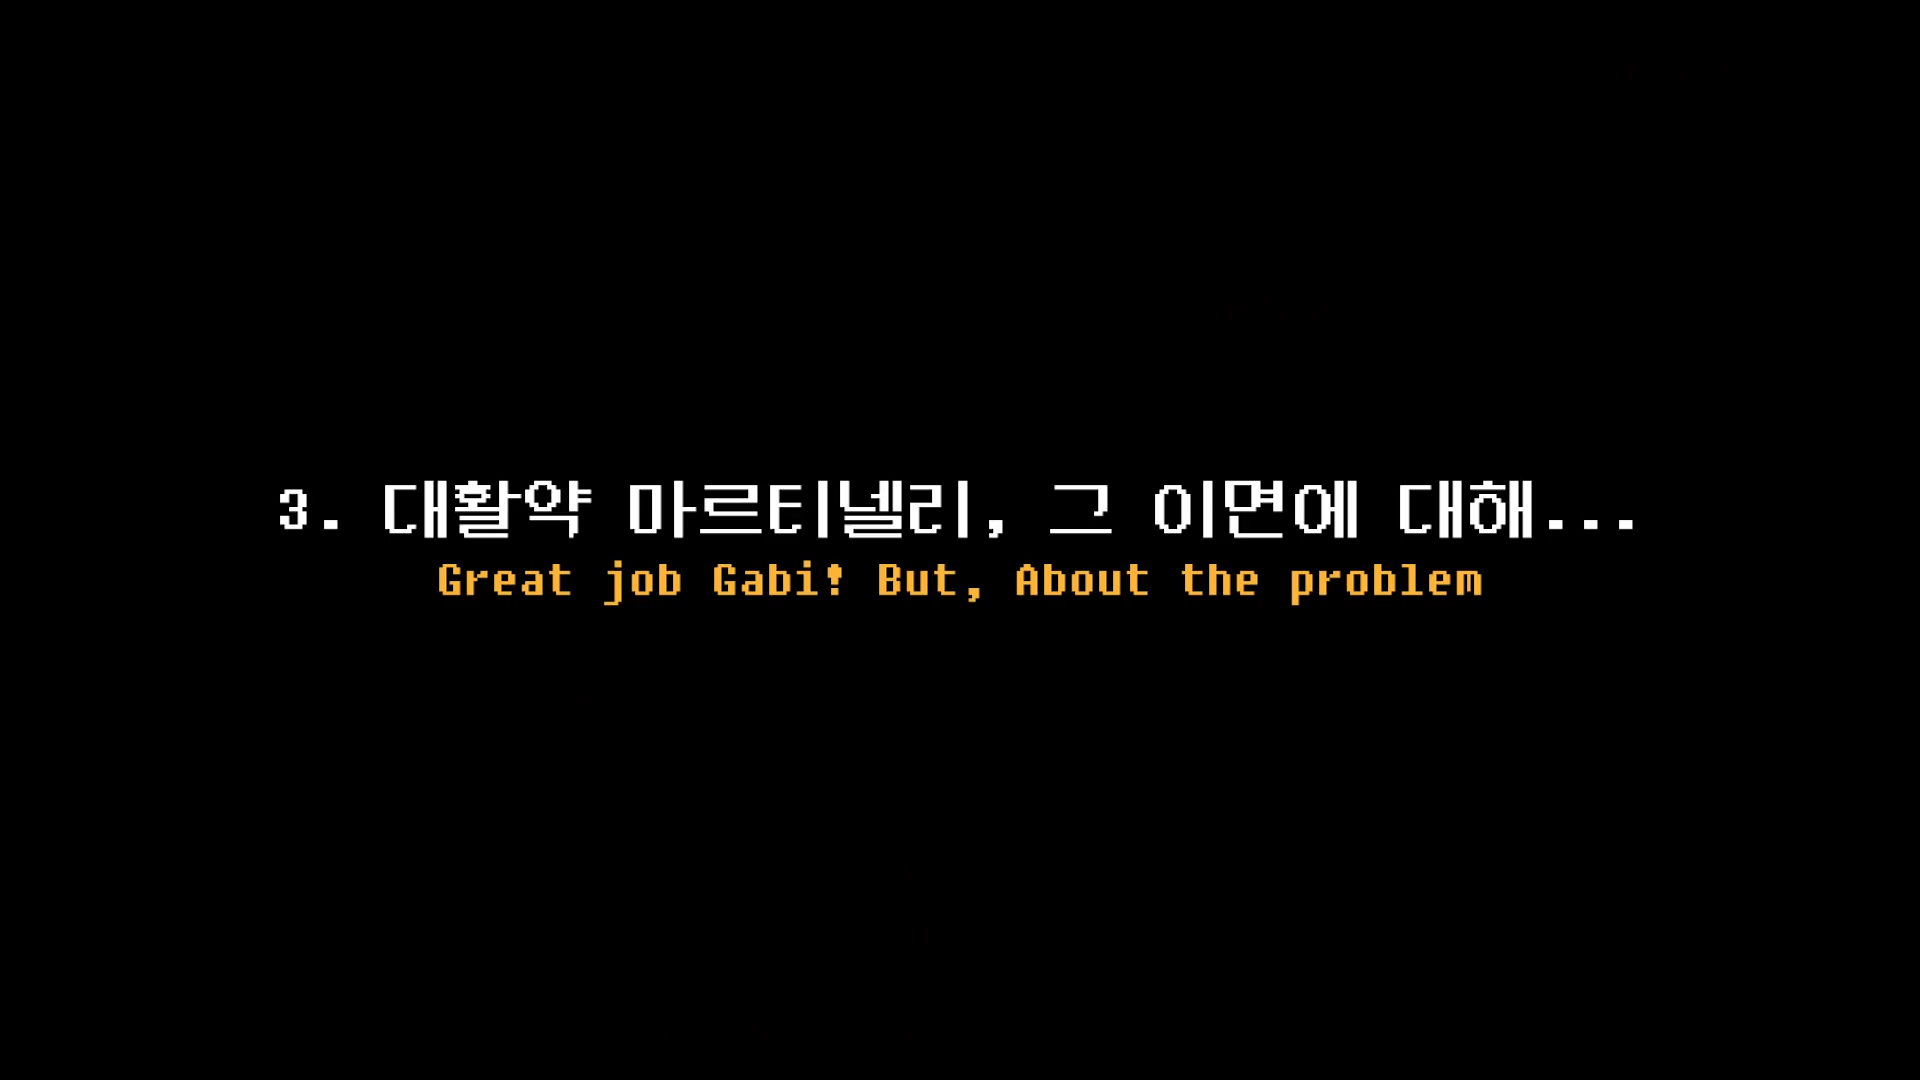 3. 대활약 마르티넬리, 그 이면에 대해...
Great job Gabi! But, About the problem